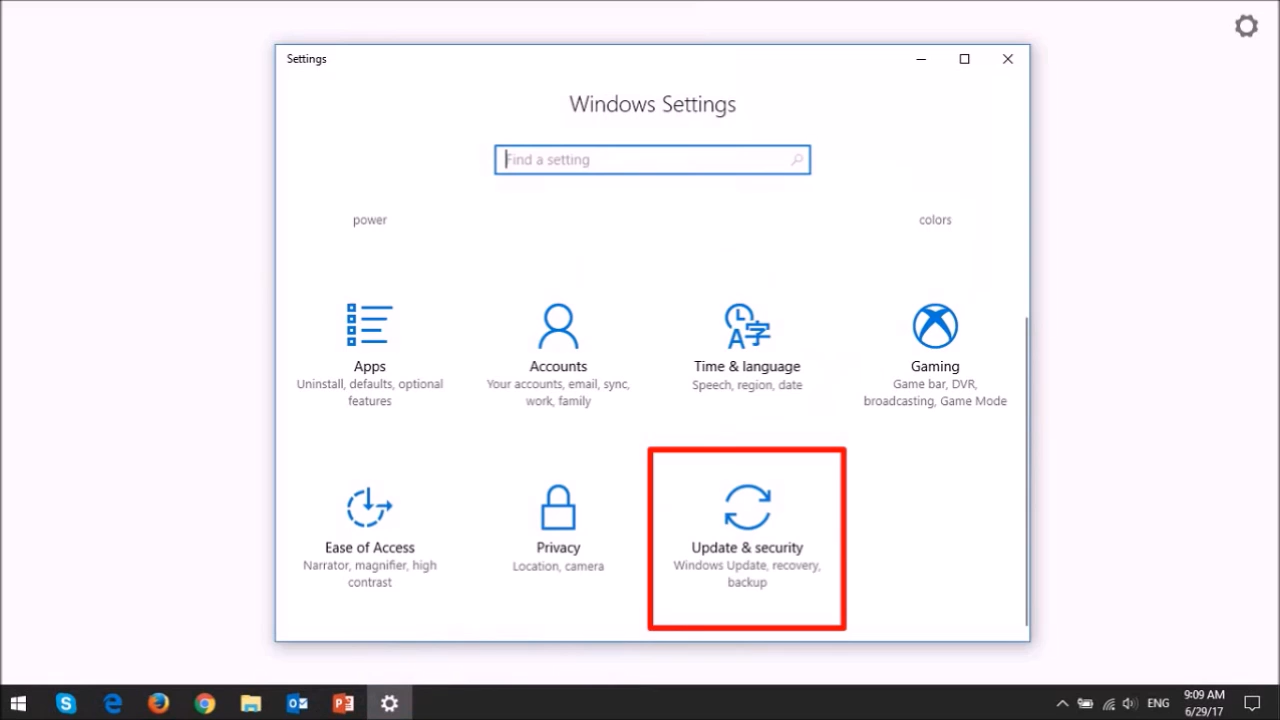 Settings
Windows Settings
Find a setting
power
colors
Apps
Uninstall, defaults, optional
features
Accounts
Your accounts, email, sync,
work, family
Time & language
Speech, region, date
Gaming
Game bar, DVR,
broadcasting, Game Mode
Ease of Access
Narrator, magnifier, high
contrast
Privacy
Location, camera
Update & security
Windows Update, recovery,
backup
ENG
9:09 AM
6/29/17